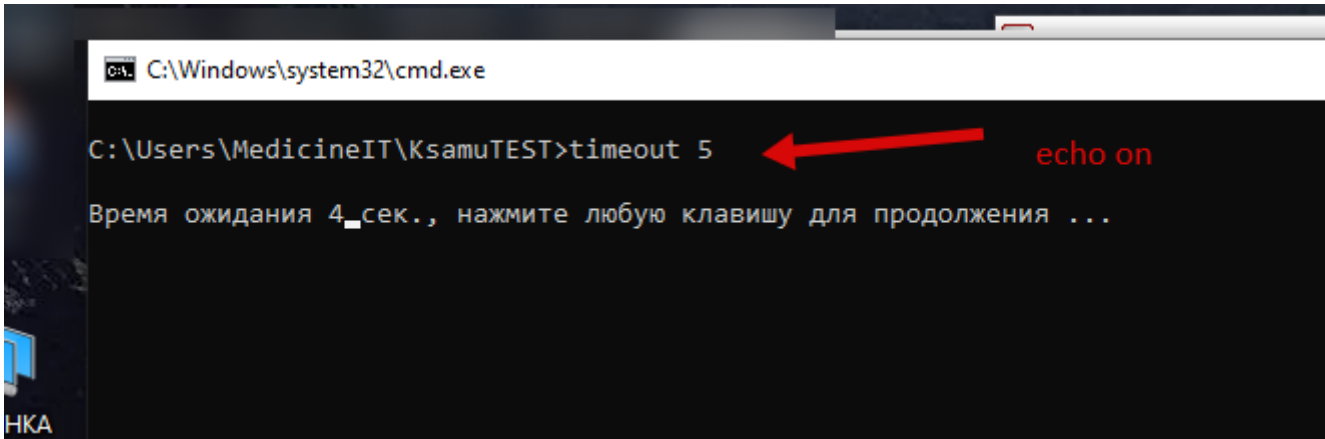 C:\Windows\system32\cmd.exe
C:\Users\MedicineIT\KsamuTEST>timeout 5
echo on
Время ожидания 4 сек., нажмите любую клавишу для продолжения ...
НКА